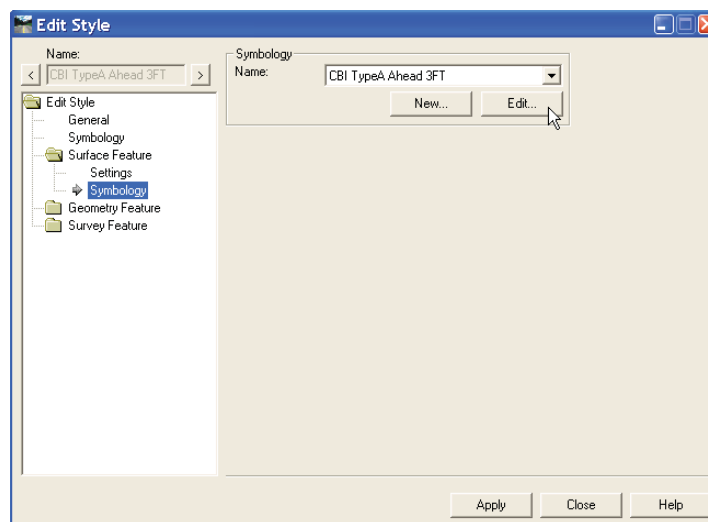 Edit Style
Name:
< CBI TypeA Ahead 3FT >
Edit Style
General
Symbology
Surface Feature
Settings
Symbology
Geometry Feature
Survey Feature
Symbology
Name: CBI TypeA Ahead 3FT
New... Edit...
Apply Close Help